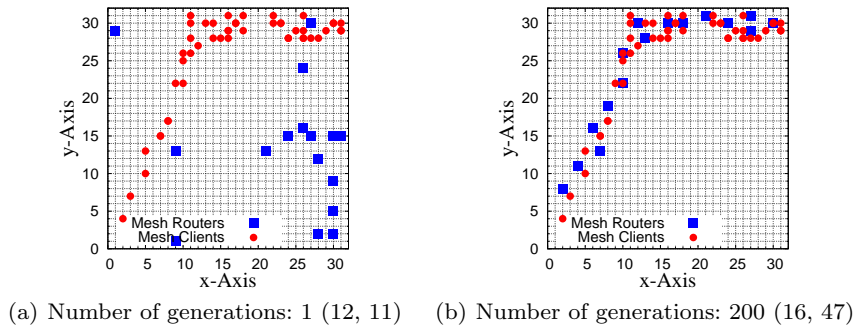 30
25
20
15
10
5
0
y-Axis
Mesh Routers
Mesh Clients
0 5 10 15 20 25 30
x-Axis
(a) Number of generations: 1 (12, 11)
30
25
20
15
10
5
0
y-Axis
Mesh Routers
Mesh Clients
0 5 10 15 20 25 30
x-Axis
(b) Number of generations: 200 (16, 47)